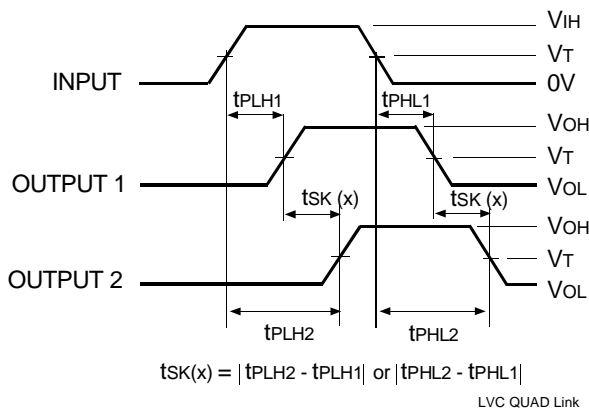 VIH
VT
INPUT
0V
tPLH1
tPHL1
VOH
VT
OUTPUT 1
VOL
tSK (x)
tSK (x)
VOH
VT
OUTPUT 2
VOL
tPLH2
tPHL2
tSK(x) = |tPLH2 - tPLH1| or |tPHL2 - tPHL1|
LVC QUAD Link